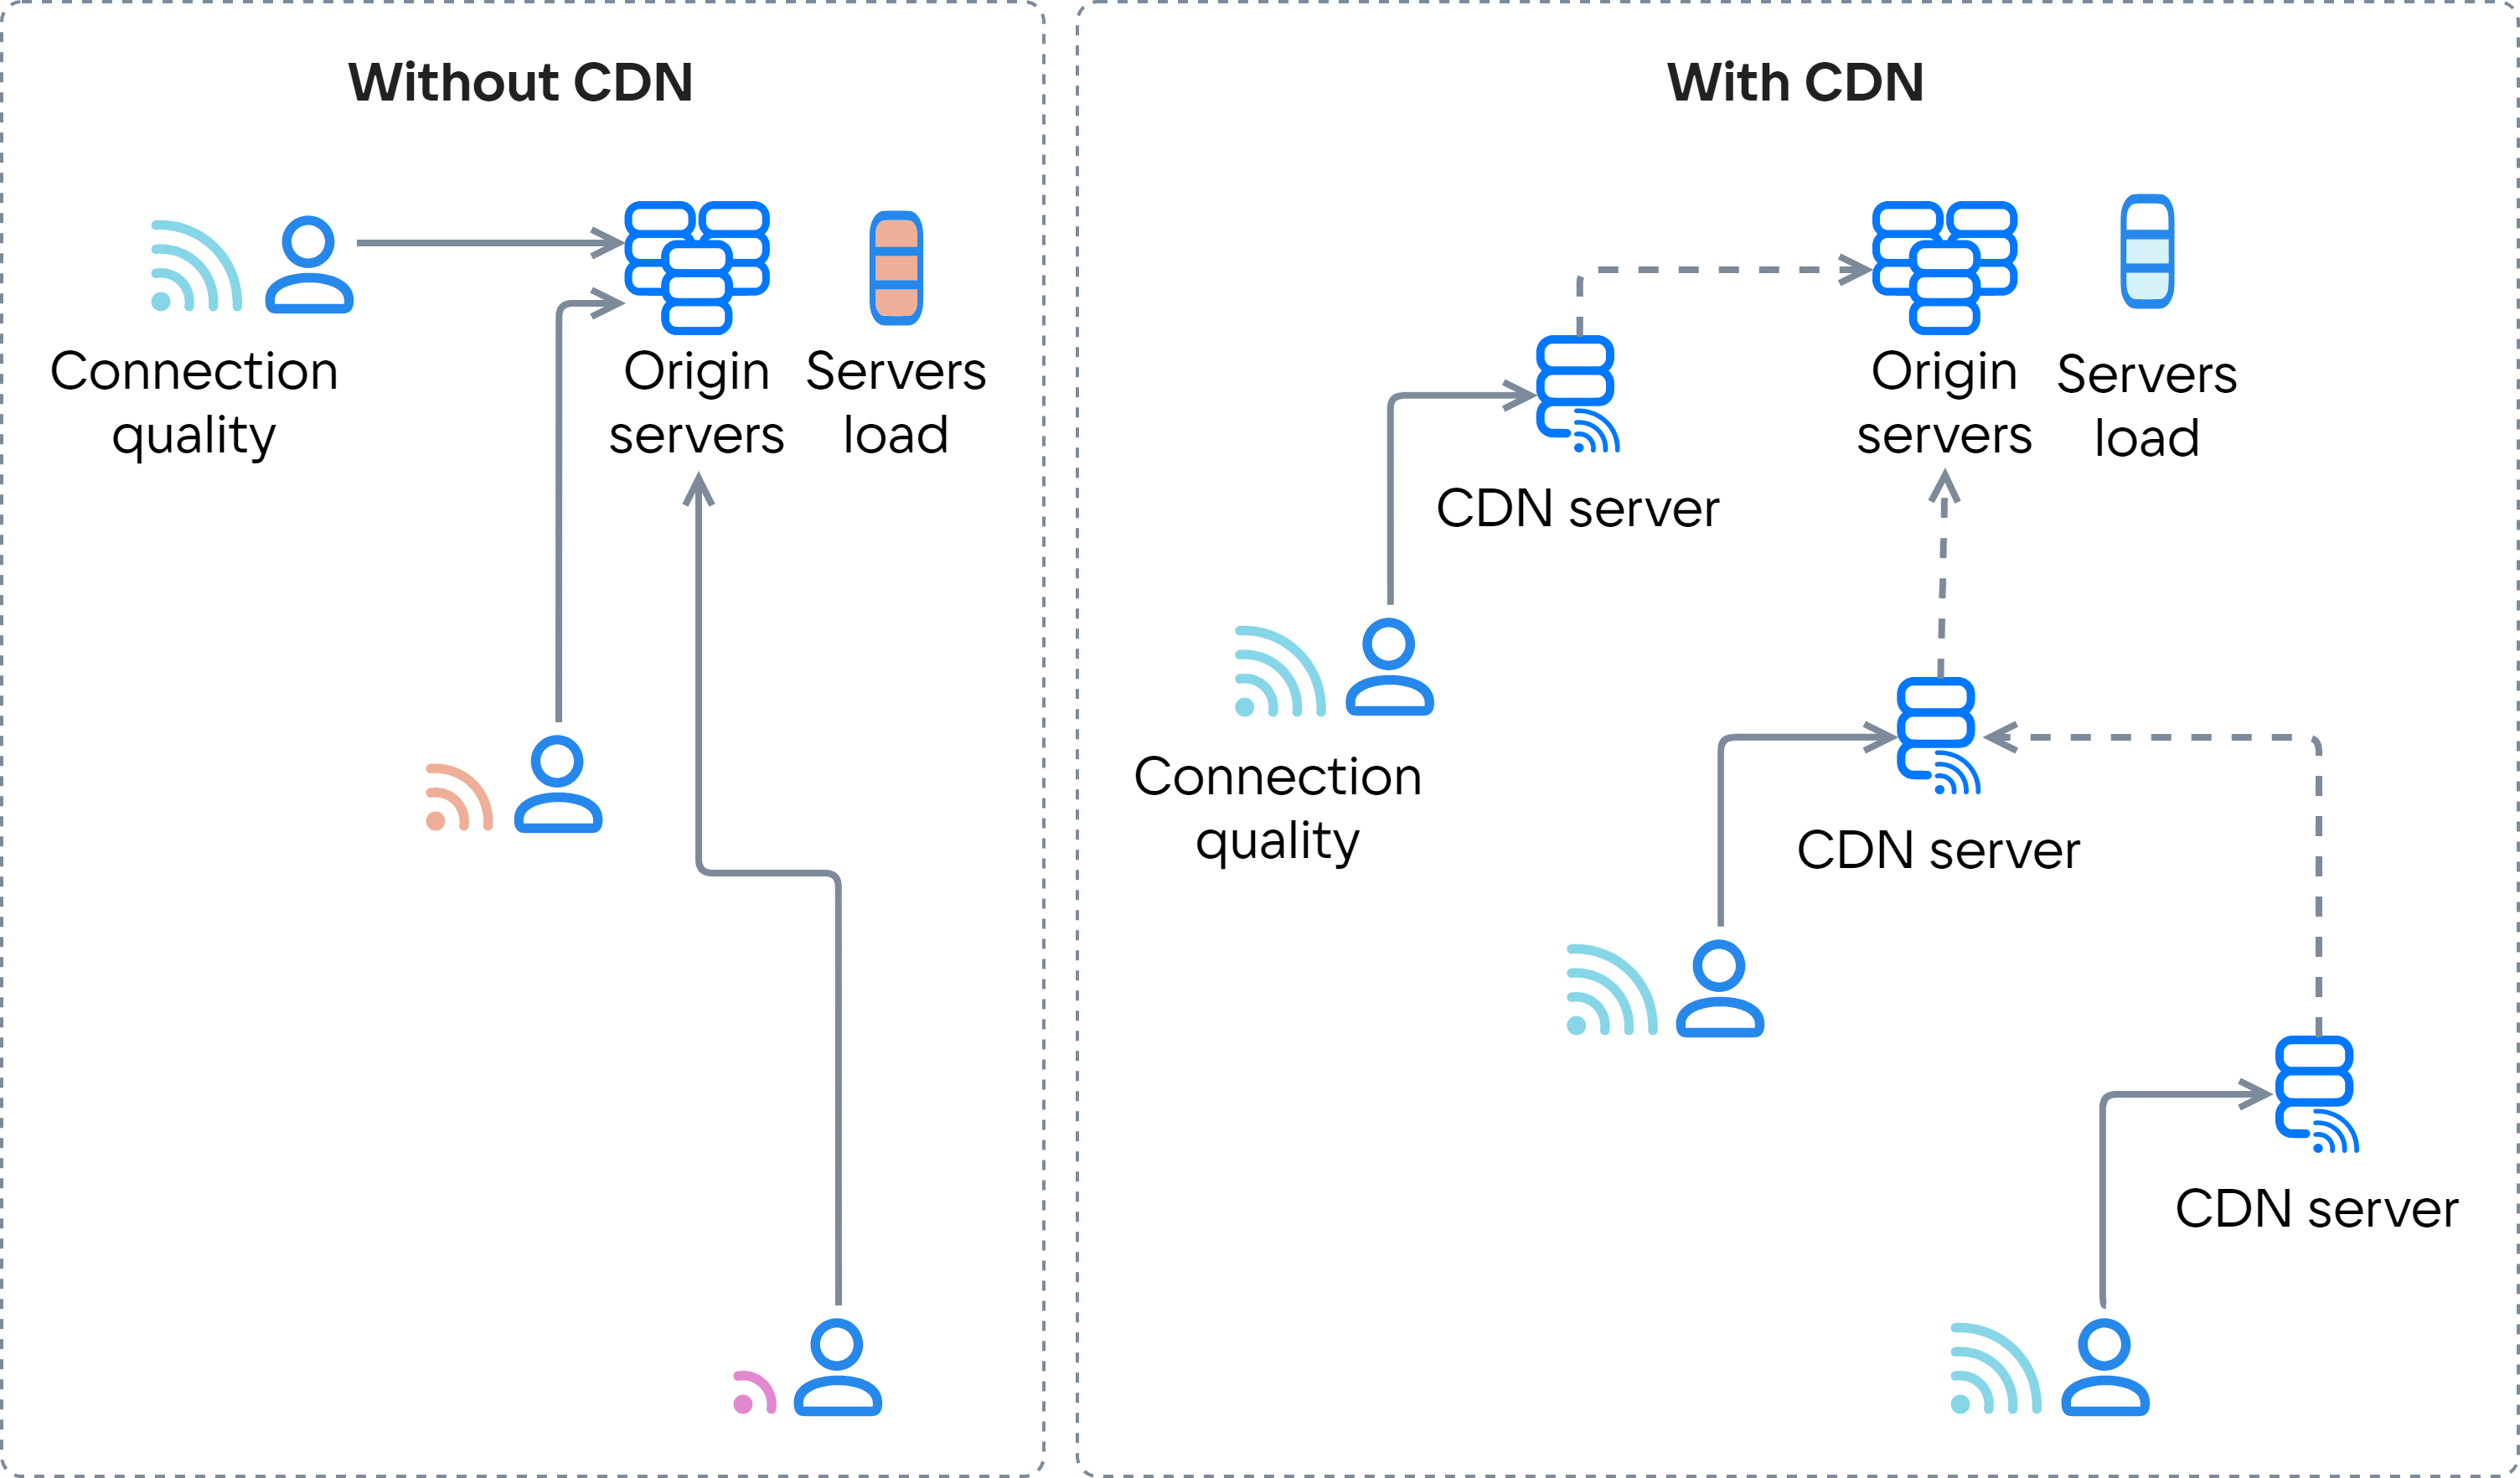 Without CDN
Connection
quality
Origin
servers
Servers
load
With CDN
Origin
servers
Servers
load
CDN server
Connection
quality
CDN server
CDN server